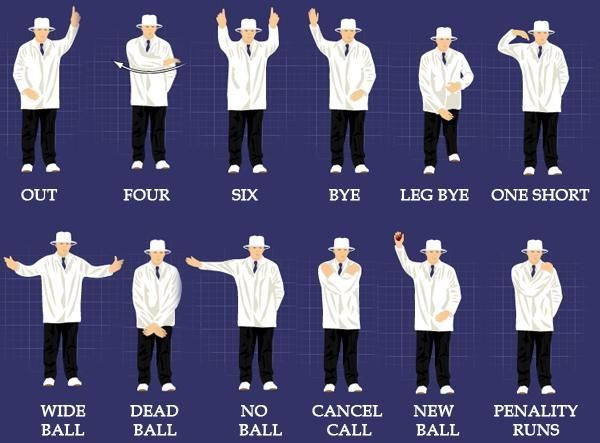 OUT FOUR SIX BYE LEG BYE ONE SHORT
WIDE DEAD NO CANCEL NEW PENALITY
BALL BALL BALL CALL BALL RUNS